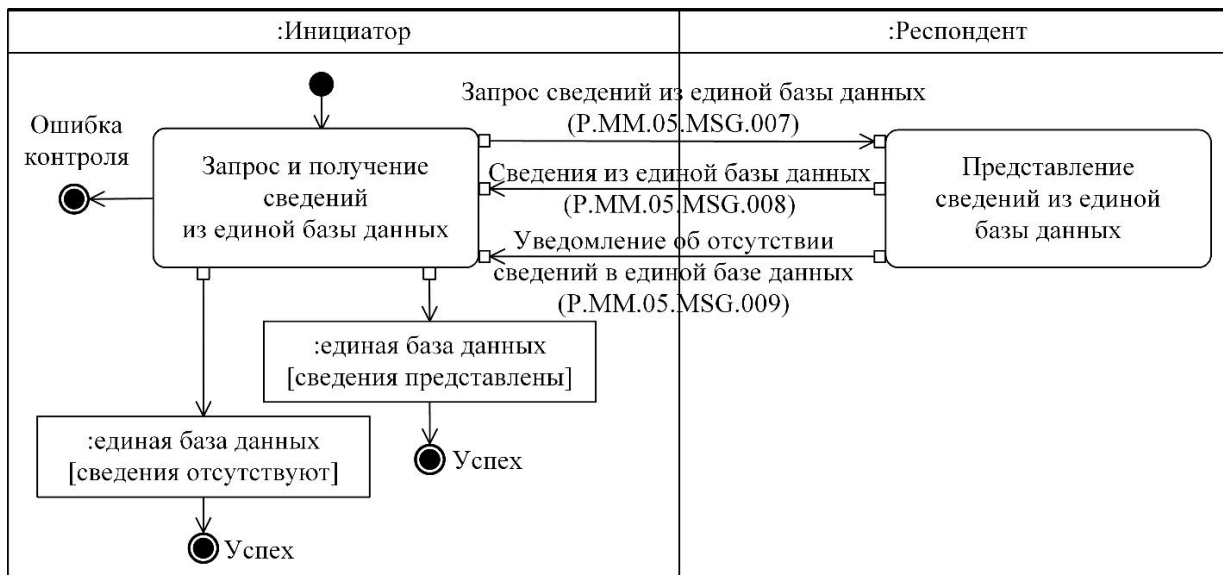 :Инициатор
:Респондент
Запрос сведений из единой базы данных
(P.MM.05.MSG.007)
Ошибка
контроля
Запрос и получение
сведений
из единой базы данных
Сведения из единой базы данных
(P.MM.05.MSG.008)
Представление
сведений из единой
базы данных
Уведомление об отсутствии
сведений в единой базе данных
(P.MM.05.MSG.009)
:единая база данных
[сведения представлены]
:единая база данных
[сведения отсутствуют]
Успех
Успех